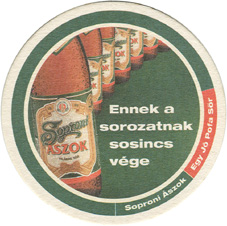 Ennek a
sorozatnak
sosincs
vége
Soproni
ÁSZOK
Soproni Ászok
Egy Jó Pofa Sör